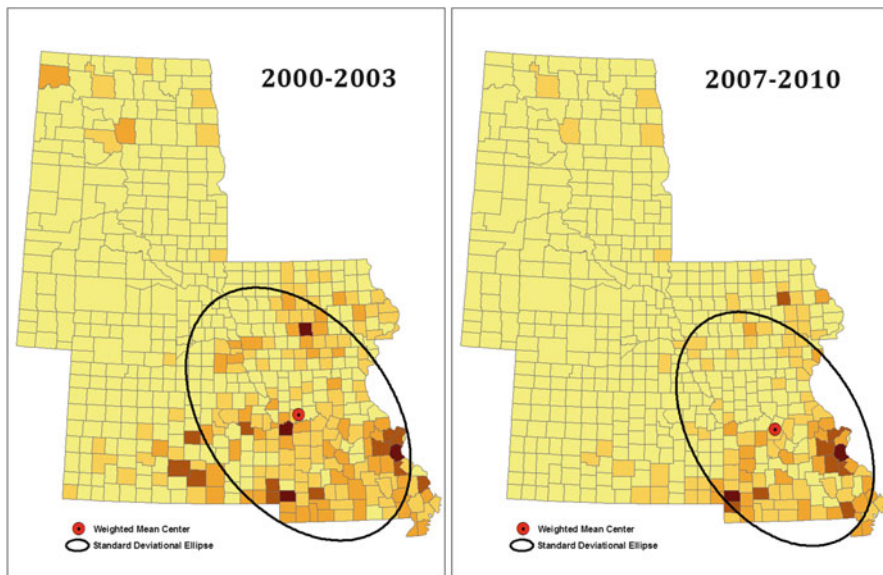 2000-2003
Weighted Mean Center
Standard Deviational Ellipse
2007-2010
Weighted Mean Center
Standard Deviational Ellipse